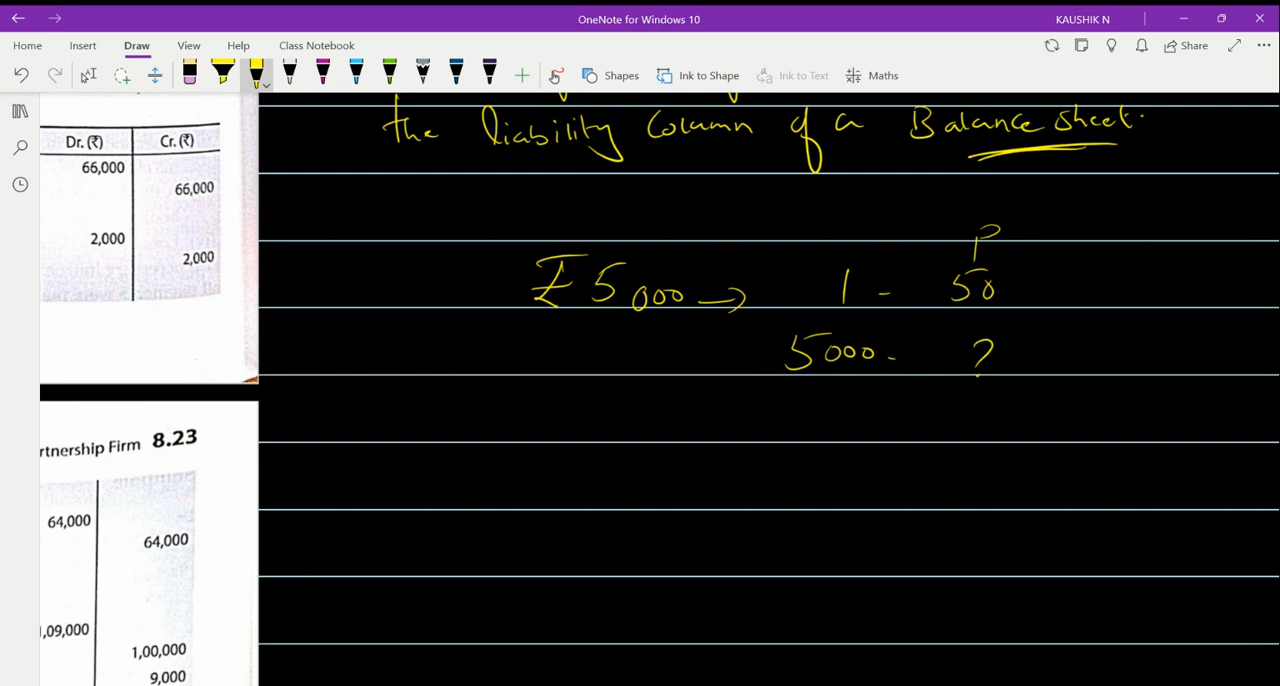 OneNote for Windows 10
KAUSHIK N
Home Insert Draw View Help Class Notebook
Share
Shapes Ink to Shape Ink to Text Maths
the liability Column of a Balance Sheet.
Dr. (₹) Cr. (₹)
66,000
66,000
2,000
2,000
P
₹ 5000 → 1 - 50
5000 - ?
rtnership Firm 8.23
64,000
64,000
,09,000
1,00,000
9,000